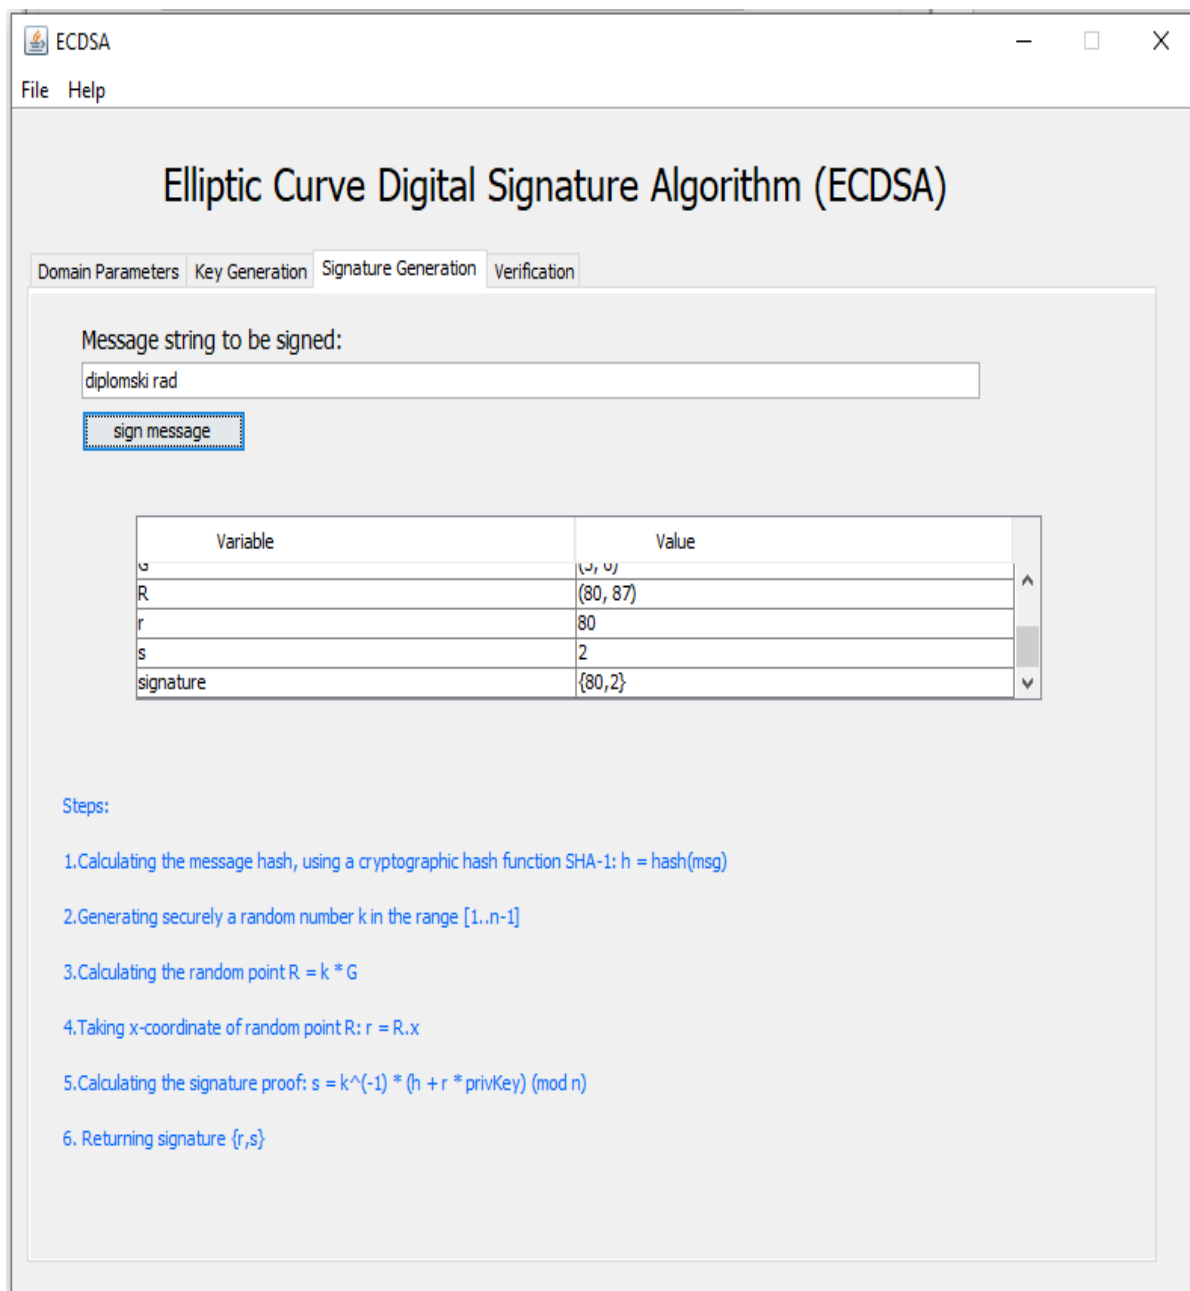 ECDSA
File Help
Elliptic Curve Digital Signature Algorithm (ECDSA)
Domain Parameters Key Generation Signature Generation Verification
Message string to be signed:
diplomski rad
sign message
Variable Value
R (80, 87)
r 80
s 2
signature {80,2}
Steps:
1.Calculating the message hash, using a cryptographic hash function SHA-1: h = hash(msg)
2.Generating securely a random number k in the range [1..n-1]
3.Calculating the random point R = k * G
4.Taking x-coordinate of random point R: r = R.x
5.Calculating the signature proof: s = k^(-1) * (h + r * privKey) (mod n)
6. Returning signature {r,s}